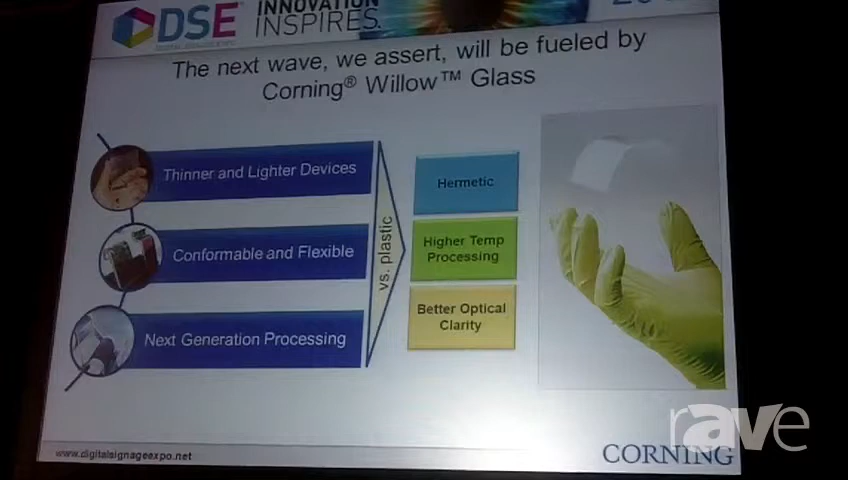 DSE
INNOVATION
INSPIRES.
The next wave, we assert, will be fueled by
Corning® Willow™ Glass
Thinner and Lighter Devices
Conformable and Flexible
Next Generation Processing
vs. plastic
Hermetic
Higher Temp
Processing
Better Optical
Clarity
www.digitalsignageexpo.net
CORNING
rAVe